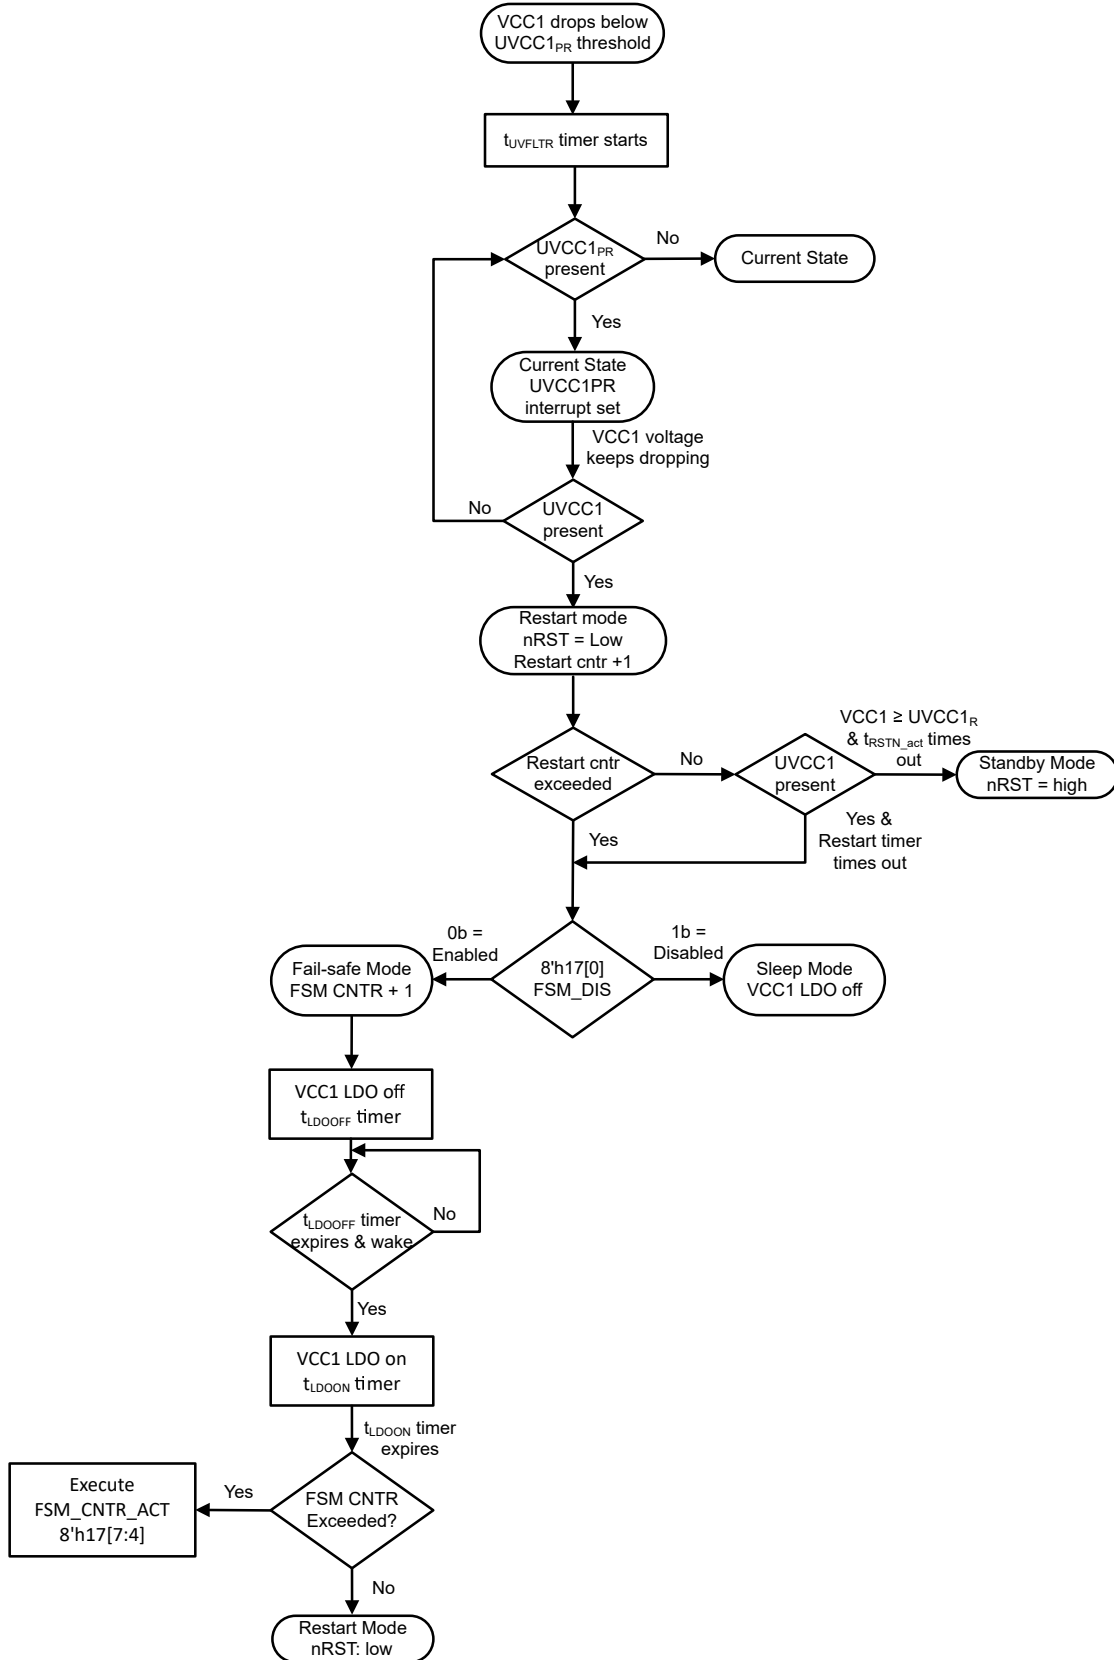 VCC1 drops below
UVCC1PR threshold
tUVFLTR timer starts
UVCC1PR
present
No
Current State
Yes
Current State
UVCC1PR
interrupt set
VCC1 voltage
keeps dropping
UVCC1
present
No
Yes
Restart mode
nRST = Low
Restart cntr +1
Restart cntr
exceeded
No
UVCC1
present
VCC1 ≥ UVCC1R
& tRSTN_act times
out
Standby Mode
nRST = high
Yes
Yes &
Restart timer
times out
8'h17[0]
FSM_DIS
0b =
Enabled
1b =
Disabled
Fail-safe Mode
FSM CNTR + 1
Sleep Mode
VCC1 LDO off
VCC1 LDO off
tLDOOFF timer
tLDOOFF timer
expires & wake
No
Yes
VCC1 LDO on
tLDOON timer
tLDOON timer
expires
FSM CNTR
Exceeded?
Yes
Execute
FSM_CNTR_ACT
8'h17[7:4]
No
Restart Mode
nRST: low